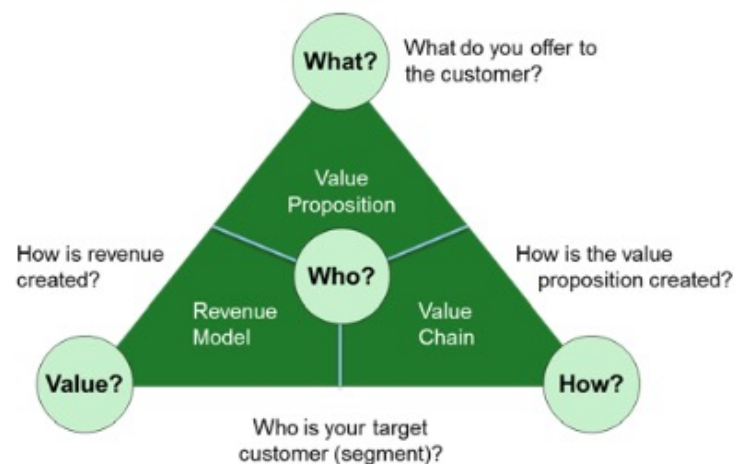 What?
What do you offer to
the customer?
Value
Proposition
How is revenue
created?
Who?
How is the value
proposition created?
Revenue
Model
Value
Chain
Value?
How?
Who is your target
customer (segment)?